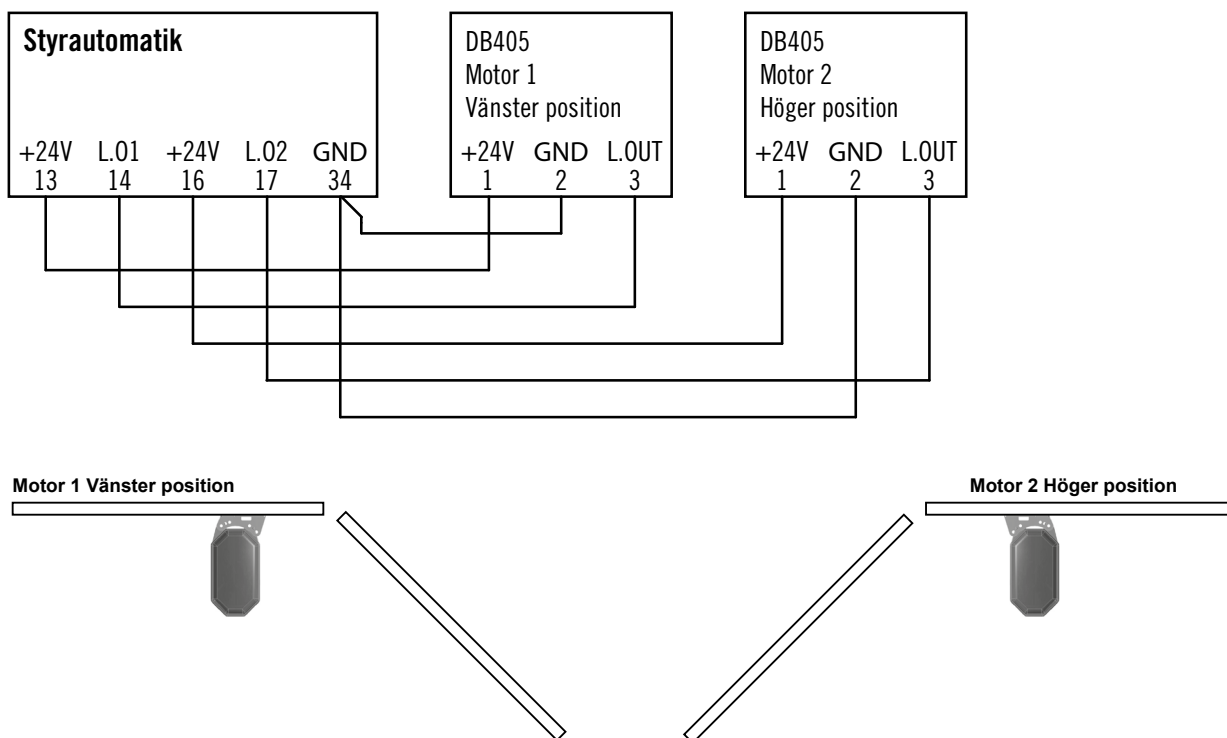 Styrautomatik
+24V L.O1 +24V L.O2 GND
13 14 16 17 34
DB405
Motor 1
Vänster position
+24V GND L.OUT
1 2 3
DB405
Motor 2
Höger position
+24V GND L.OUT
1 2 3
Motor 1 Vänster position
Motor 2 Höger position